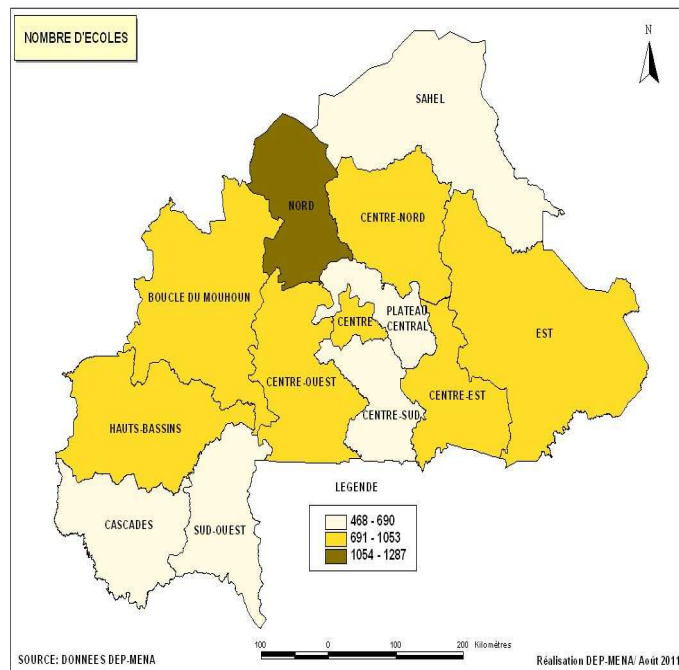 NOMBRE D'ECOLES
N
SAHEL
NORD
CENTRE-NORD
BOUCLE DU MOUHOUN
PLATEAU
CENTRAL
CENTRE
EST
CENTRE-OUEST
CENTRE-EST
CENTRE-SUD
HAUTS-BASSINS
CASCADES
SUD-OUEST
LEGENDE
468 - 690
691 - 1053
1054 - 1287
SOURCE: DONNEES DEP-MENA
100 0 100 200 Kilomètres
Réalisation DEP-MENA/ Août 2011